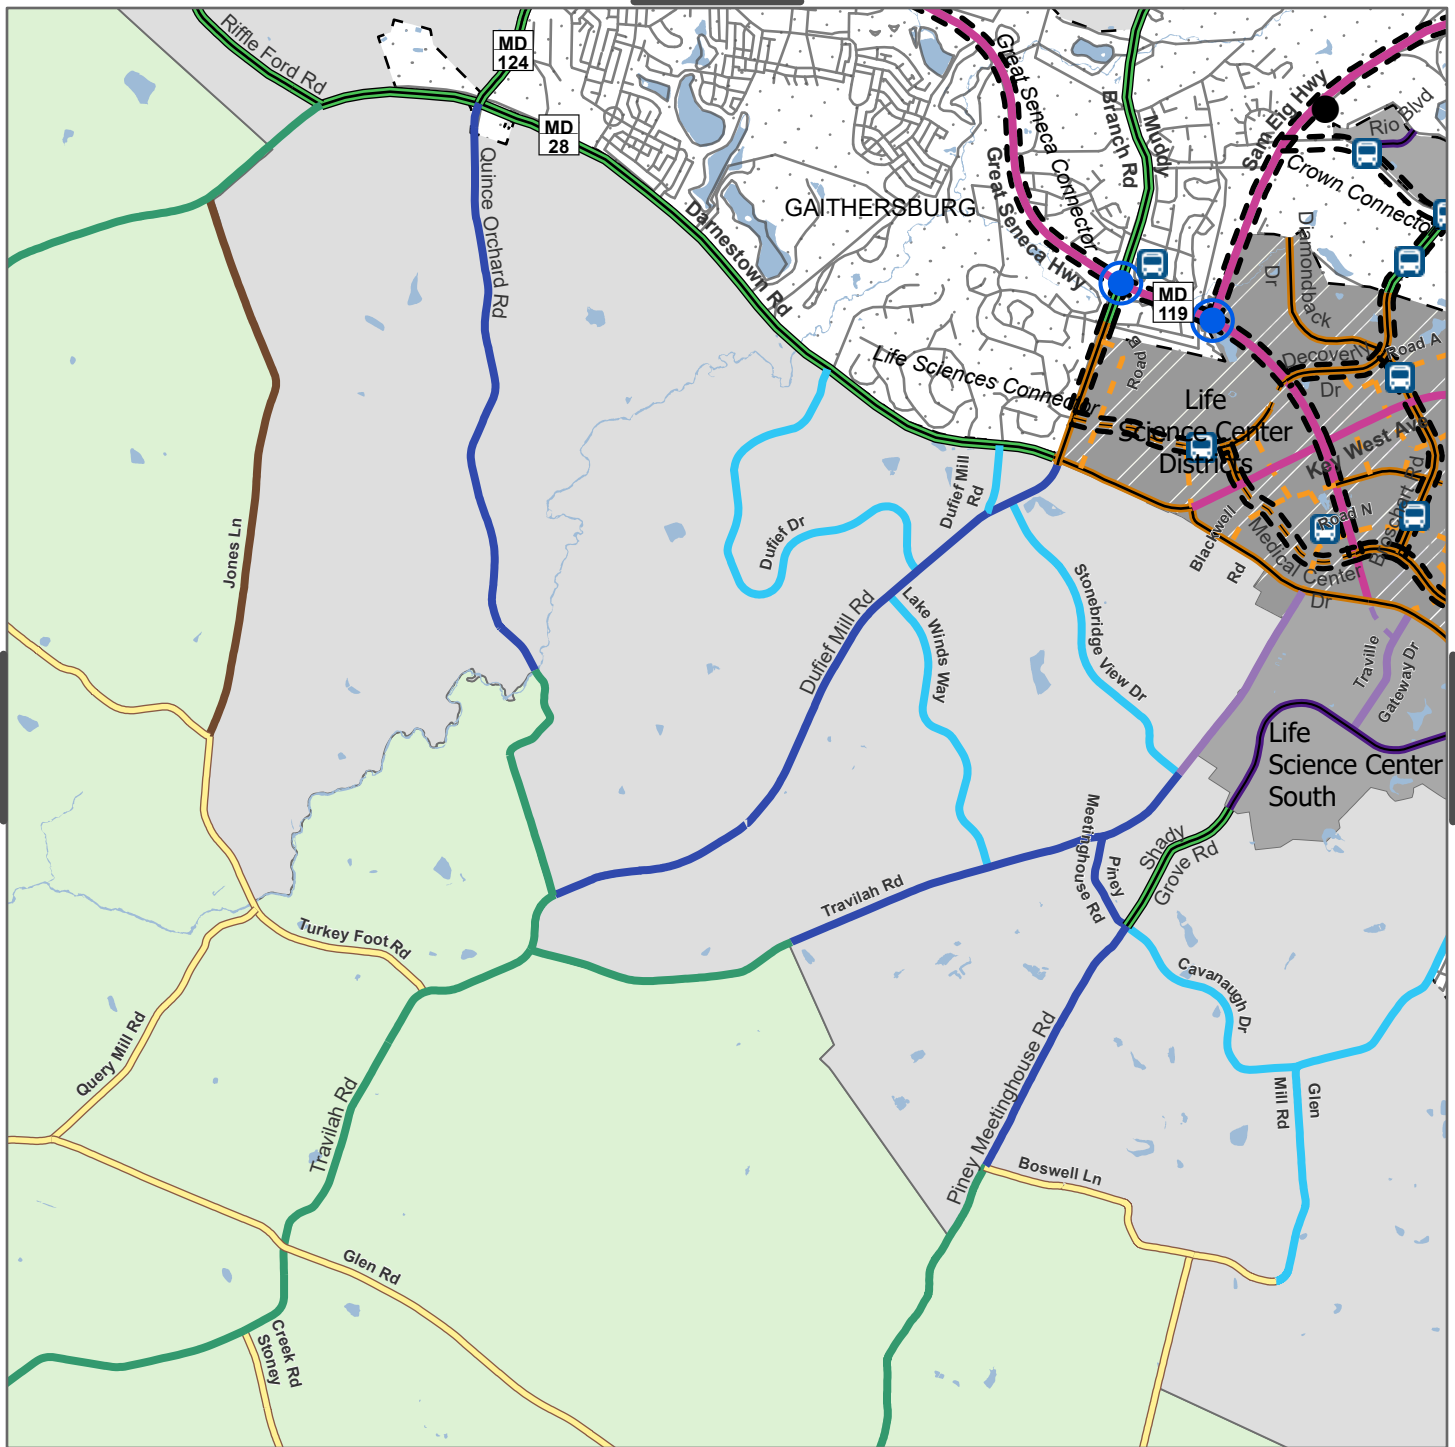 Riffle Ford Rd
MD
124
MD
28
Quince Orchard Rd
Darnestown Rd
GAITHERSBURG
Great Seneca Connector
Great Seneca Hwy
Muddy
Branch Rd
Sam Eig Hwy
Rio Blvd
Crown Connector
MD
119
Diamondback
Dr
Decoverly
Dr
Road A
Road B
Life Sciences Connector
Life
Science Center
Districts
Key West Ave
Broschart Rd
Road N
Medical Center
Dr
Blackwell
Rd
Dufief Mill
Rd
Dufief Dr
Dufief Mill Rd
Lake Winds Way
Stonebridge View Dr
Jones Ln
Traville
Gateway Dr
Life
Science Center
South
Shady
Grove Rd
Piney
Meetinghouse Rd
Travilah Rd
Turkey Foot Rd
Query Mill Rd
Travilah Rd
Cavanaugh Dr
Glen
Mill Rd
Piney Meetinghouse Rd
Boswell Ln
Glen Rd
Stoney
Creek Rd